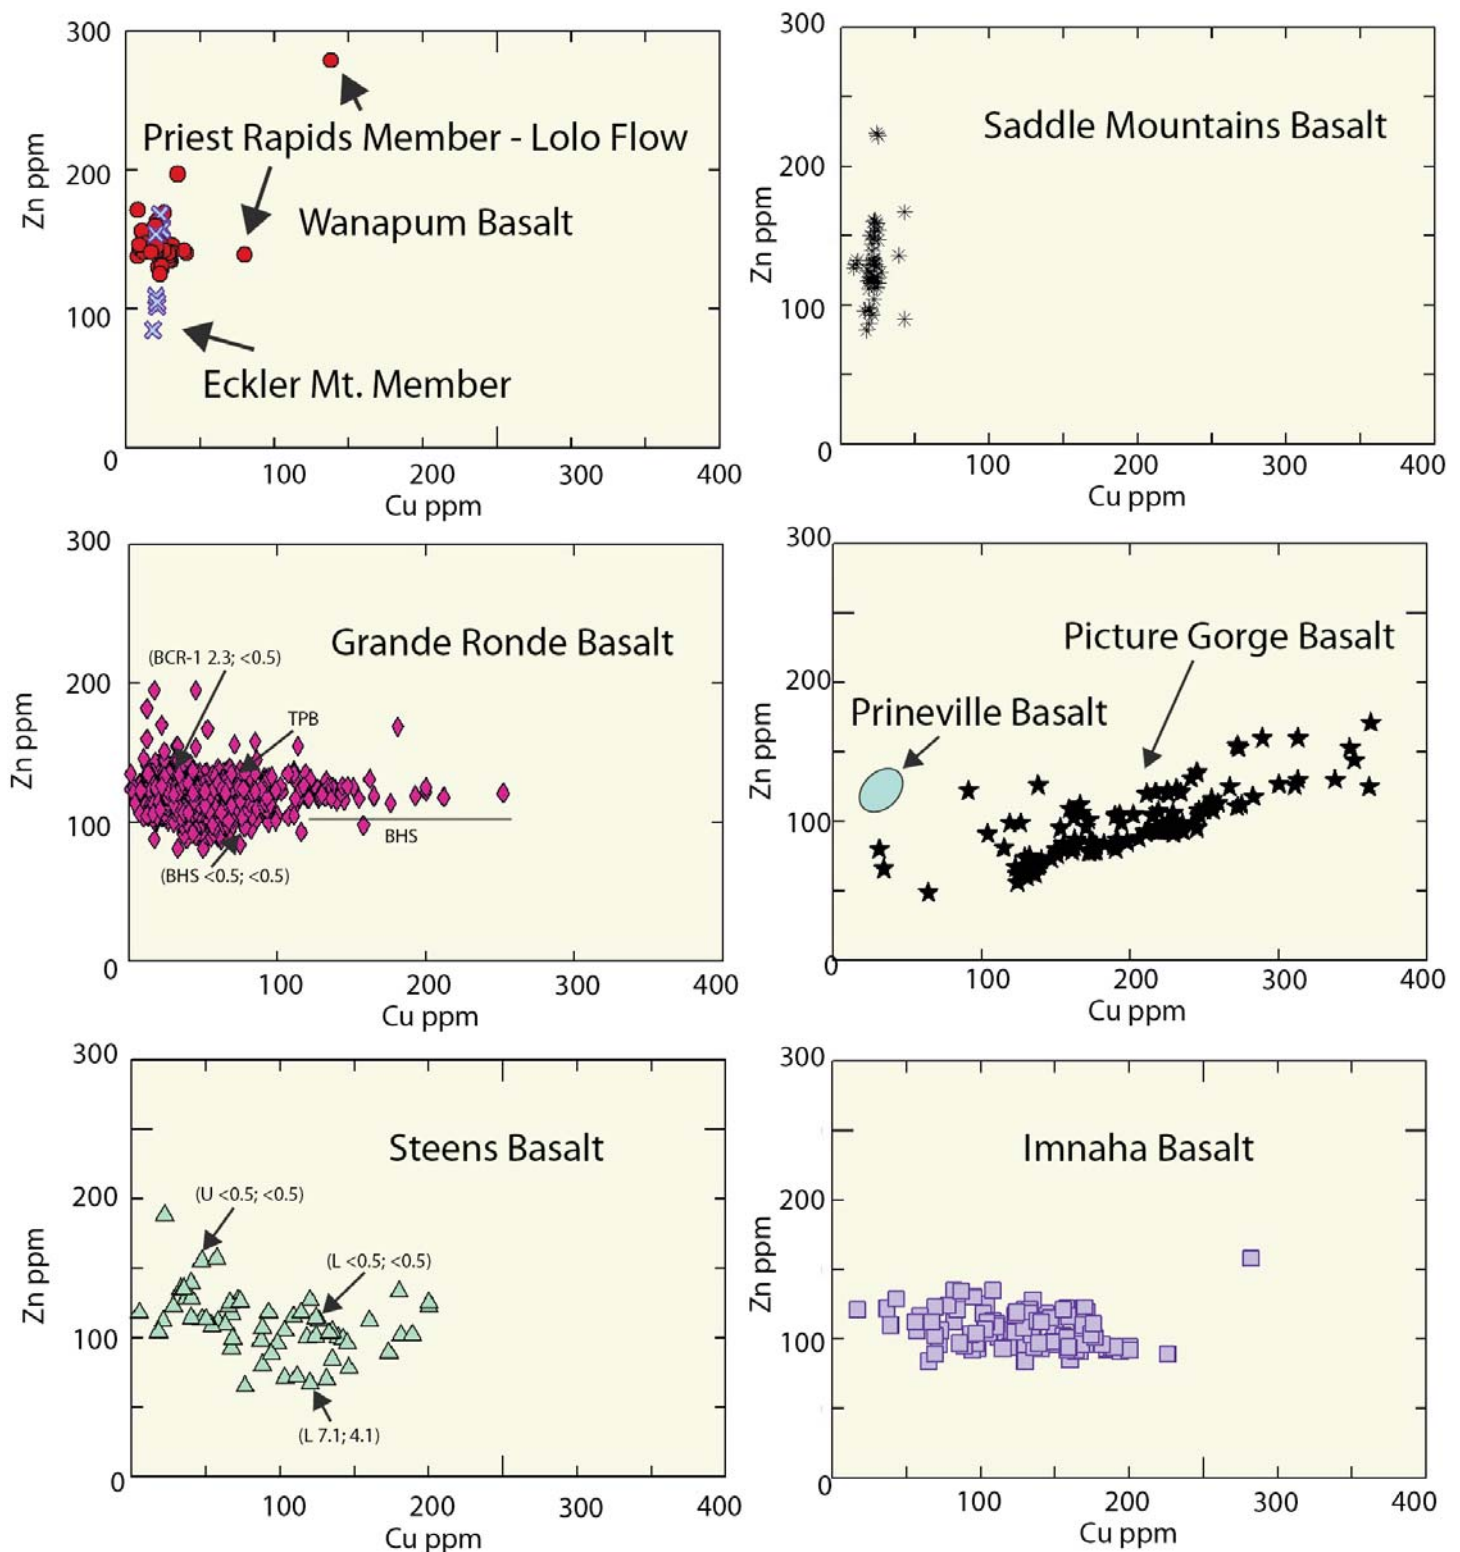 300
200
100
0
Zn ppm
Priest Rapids Member - Lolo Flow
Wanapum Basalt
Eckler Mt. Member
100
200
300
400
Cu ppm
300
200
100
0
Zn ppm
Saddle Mountains Basalt
100
200
300
400
Cu ppm
300
200
100
0
Zn ppm
Grande Ronde Basalt
(BCR-1 2.3; <0.5)
TPB
BHS
(BHS <0.5; <0.5)
100
200
300
400
Cu ppm
300
200
100
0
Zn ppm
Picture Gorge Basalt
Prineville Basalt
100
200
300
400
Cu ppm
300
200
100
0
Zn ppm
Steens Basalt
(U <0.5; <0.5)
(L <0.5; <0.5)
(L 7.1; 4.1)
100
200
300
400
Cu ppm
300
200
100
0
Zn ppm
Imnaha Basalt
100
200
300
400
Cu ppm